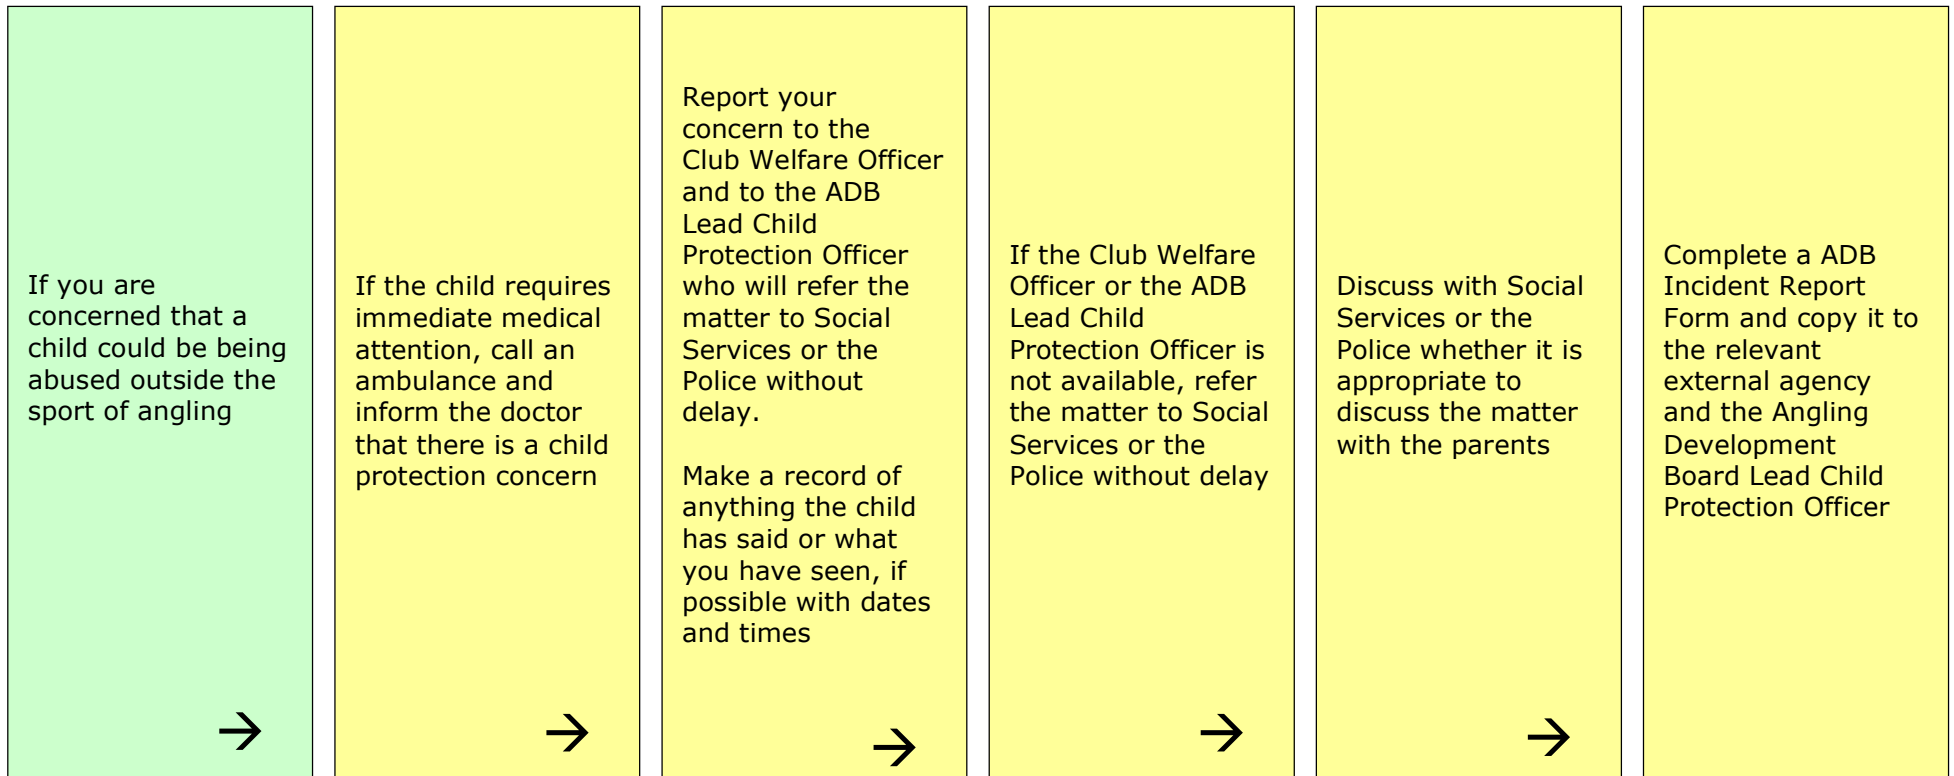 If you are
concerned that a
child could be being
abused outside the
sport of angling
→
If the child requires
immediate medical
attention, call an
ambulance and
inform the doctor
that there is a child
protection concern
→
Report your
concern to the
Club Welfare Officer
and to the ADB
Lead Child
Protection Officer
who will refer the
matter to Social
Services or the
Police without
delay.
Make a record of
anything the child
has said or what
you have seen, if
possible with dates
and times
→
If the Club Welfare
Officer or the ADB
Lead Child
Protection Officer is
not available, refer
the matter to Social
Services or the
Police without delay
→
Discuss with Social
Services or the
Police whether it is
appropriate to
discuss the matter
with the parents
→
Complete a ADB
Incident Report
Form and copy it to
the relevant
external agency
and the Angling
Development
Board Lead Child
Protection Officer